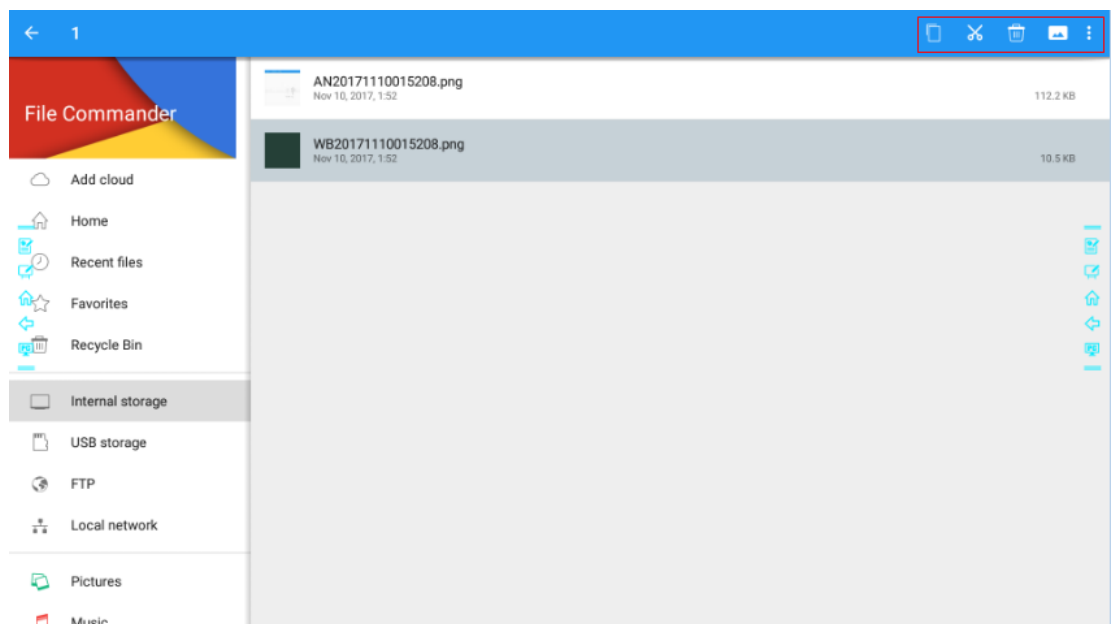 1
File Commander
AN20171110015208.png
Nov 10, 2017, 1:52
112.2 KB
WB20171110015208.png
Nov 10, 2017, 1:52
10.5 KB
Add cloud
Home
Recent files
Favorites
Recycle Bin
Internal storage
USB storage
FTP
Local network
Pictures
Music